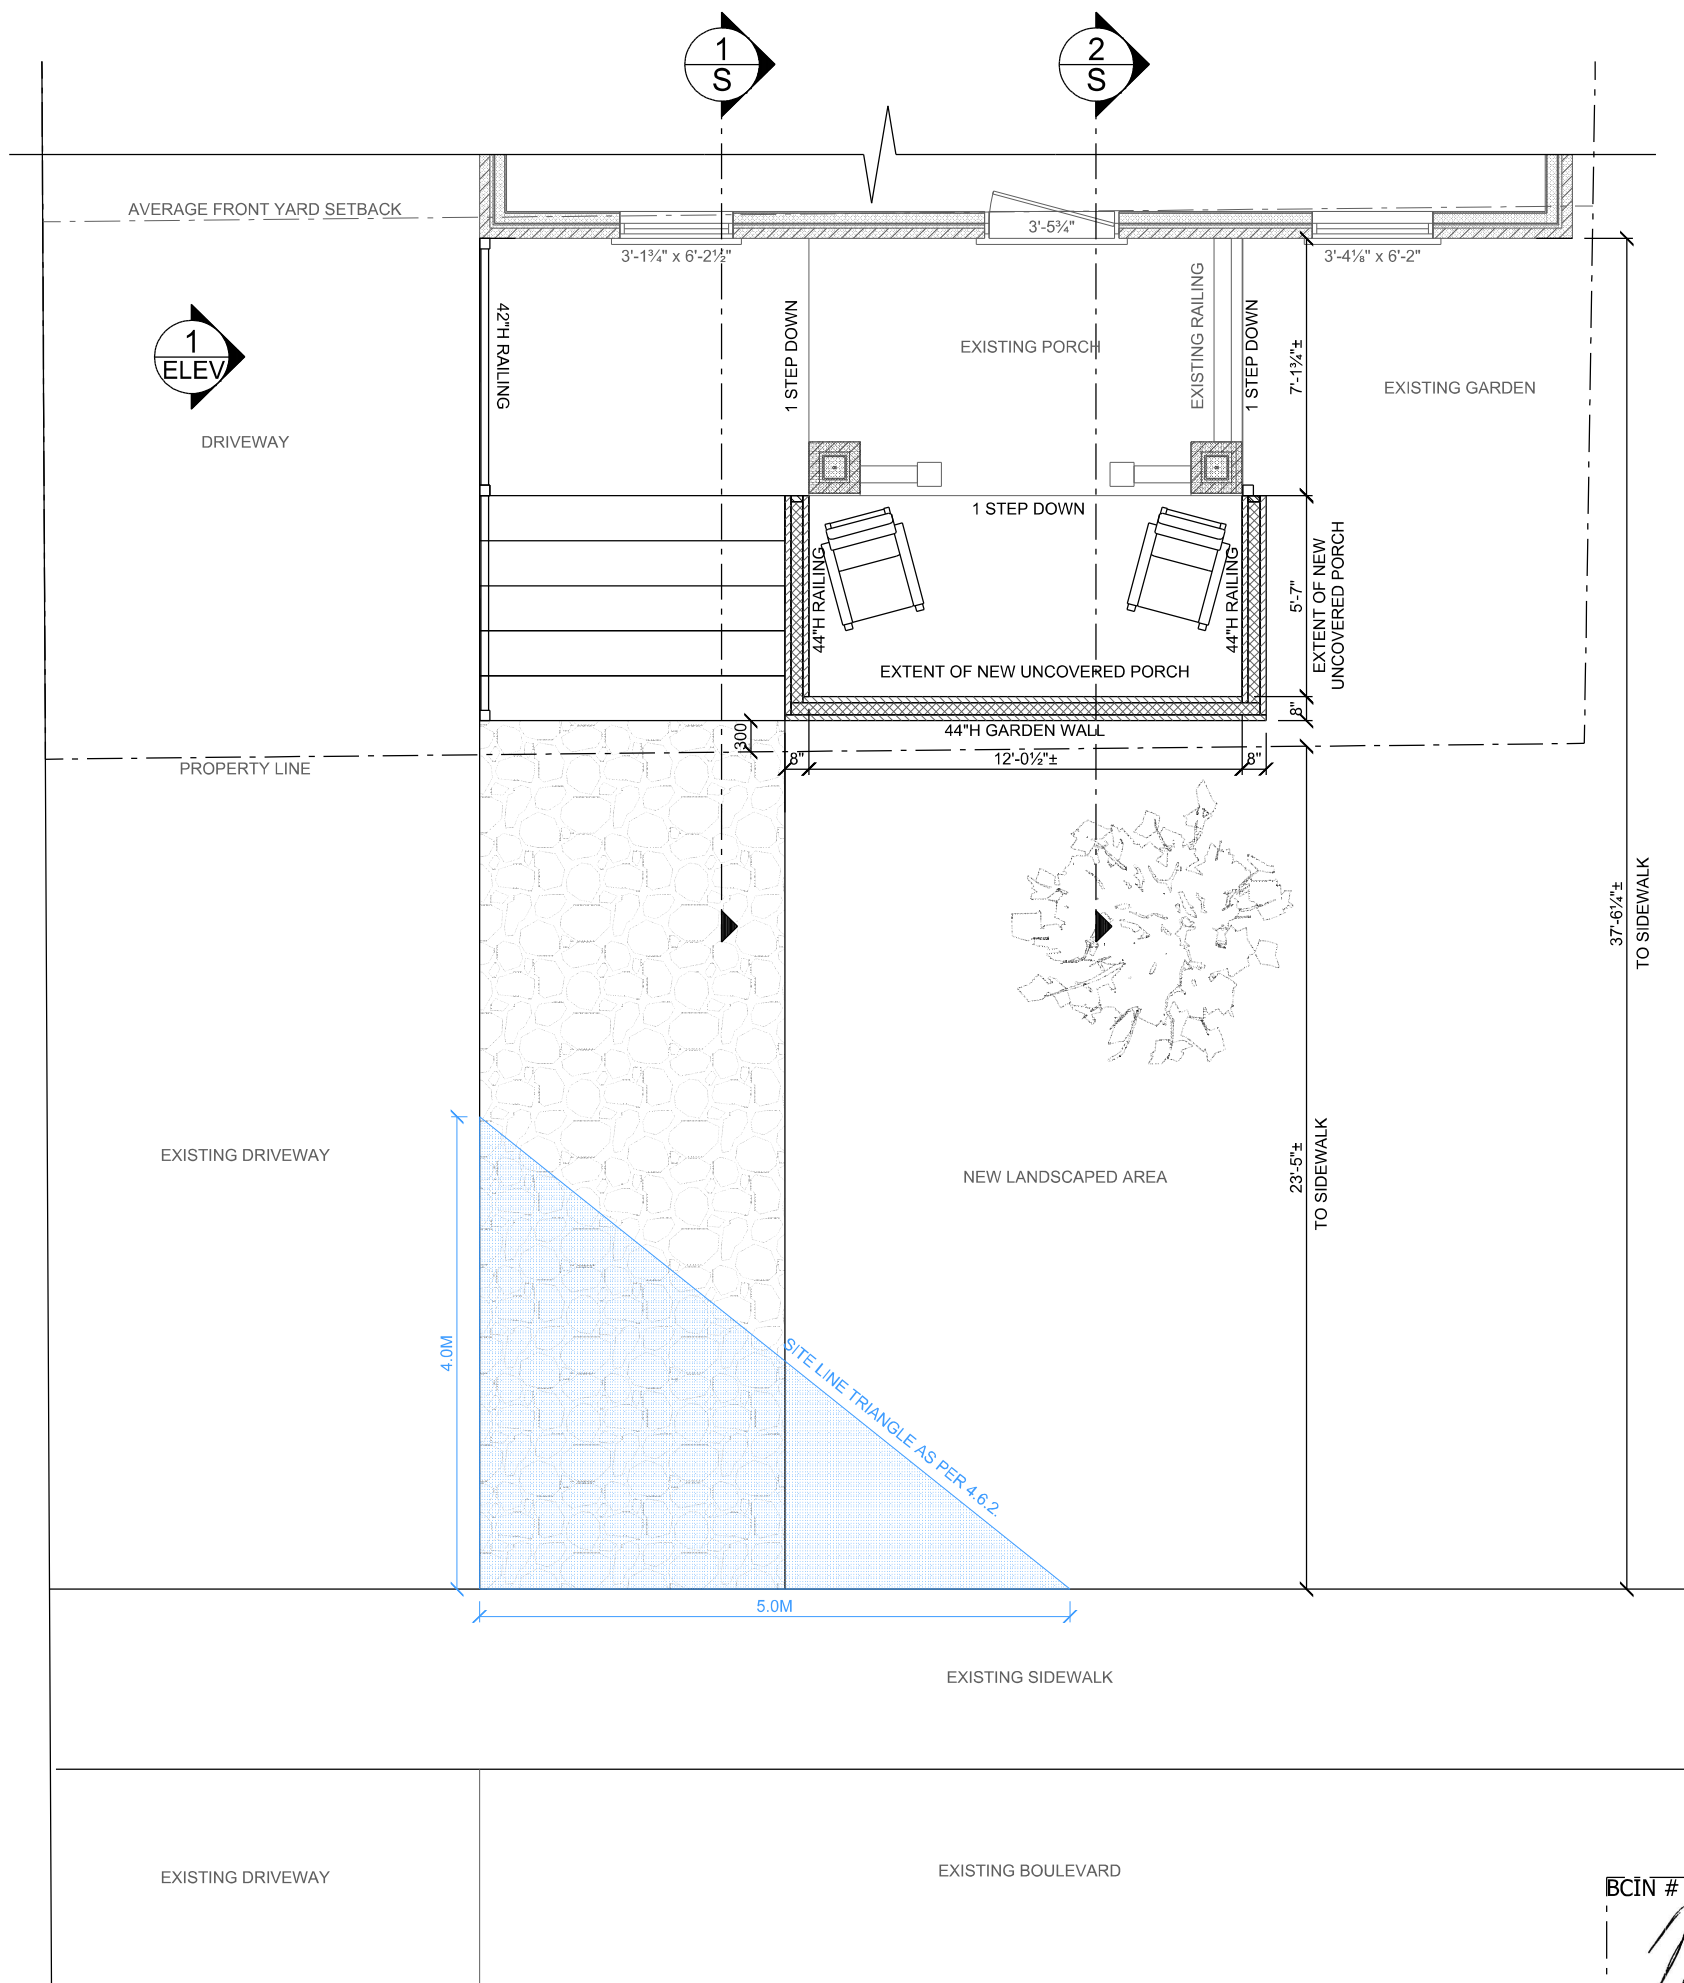 1
S
2
S
AVERAGE FRONT YARD SETBACK
3'-5¾"
3'-1¾" x 6'-2½"
3'-4⅛" x 6'-2"
1
ELEV
DRIVEWAY
42"H RAILING
1 STEP DOWN
EXISTING PORCH
EXISTING RAILING
1 STEP DOWN
7'-1¾"±
EXISTING GARDEN
1 STEP DOWN
44"H RAILING
44"H RAILING
5'-7"
EXTENT OF NEW
UNCOVERED PORCH
EXTENT OF NEW UNCOVERED PORCH
8"
44"H GARDEN WALL
300
8"
12'-0½"±
8"
PROPERTY LINE
37'-6¼"±
TO SIDEWALK
EXISTING DRIVEWAY
NEW LANDSCAPED AREA
23'-5"±
TO SIDEWALK
4.0M
SITE LINE TRIANGLE AS PER 4.6.2.
5.0M
EXISTING SIDEWALK
EXISTING DRIVEWAY
EXISTING BOULEVARD
BCIN #